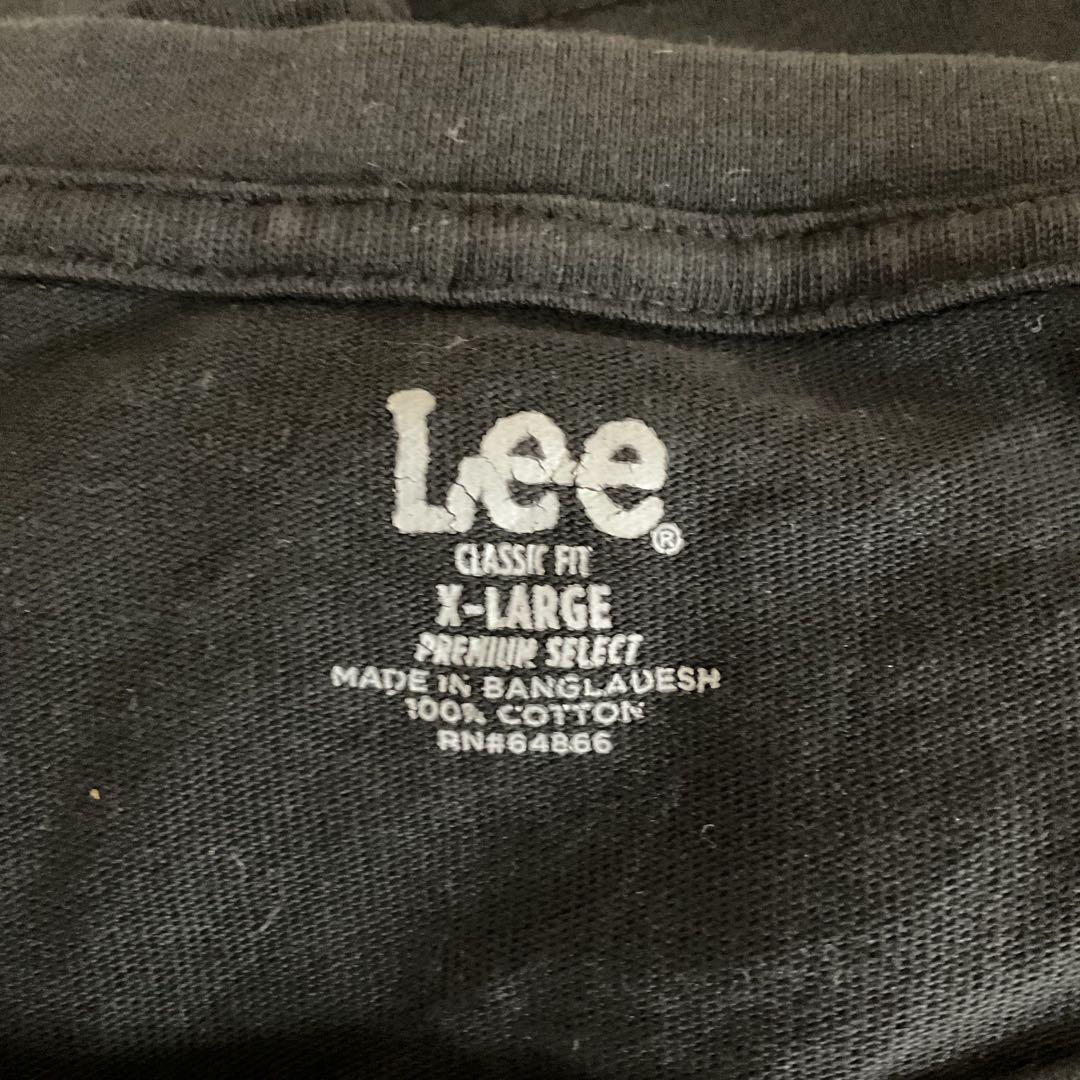 Lee®
CLASSIC FIT
X-LARGE
PREMIUM SELECT
MADE IN BANGLADESH
100% COTTON
RN#64866